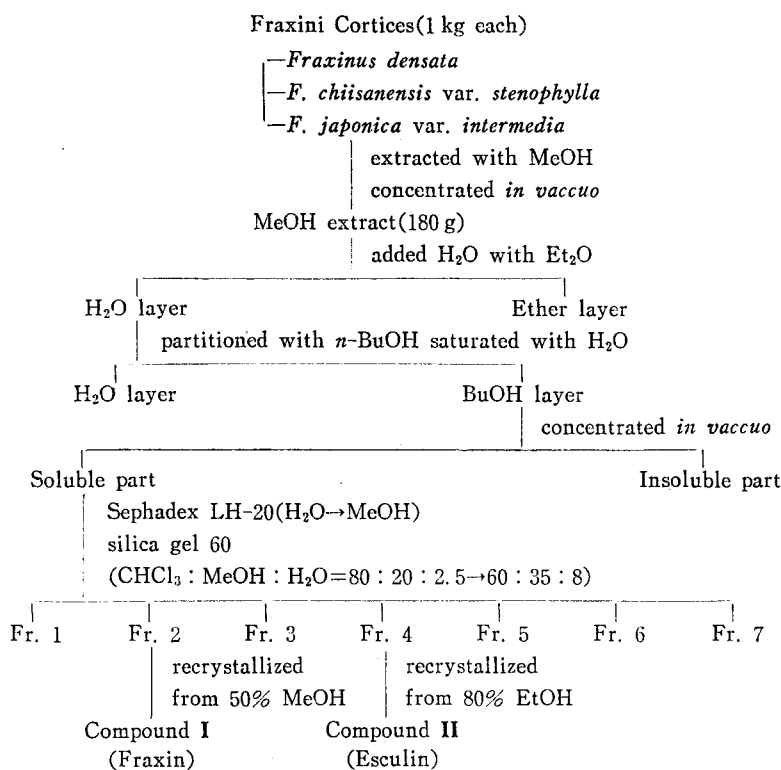 Fraxini Cortices(1 kg each)
Fraxinus densata
F. chiisanensis var. stenophylla
F. japonica var. intermedia
extracted with MeOH
concentrated in vaccuo
MeOH extract(180 g)
added H₂O with Et₂O
H₂O layer Ether layer
partitioned with n-BuOH saturated with H₂O
H₂O layer BuOH layer
concentrated in vaccuo
Soluble part Insoluble part
Sephadex LH-20(H₂O→MeOH)
silica gel 60
(CHCl₃ : MeOH : H₂O=80 : 20 : 2.5→60 : 35 : 8)
Fr. 1 Fr. 2 Fr. 3 Fr. 4 Fr. 5 Fr. 6 Fr. 7
recrystallized recrystallized
from 50% MeOH from 80% EtOH
Compound I Compound II
(Fraxin) (Esculin)